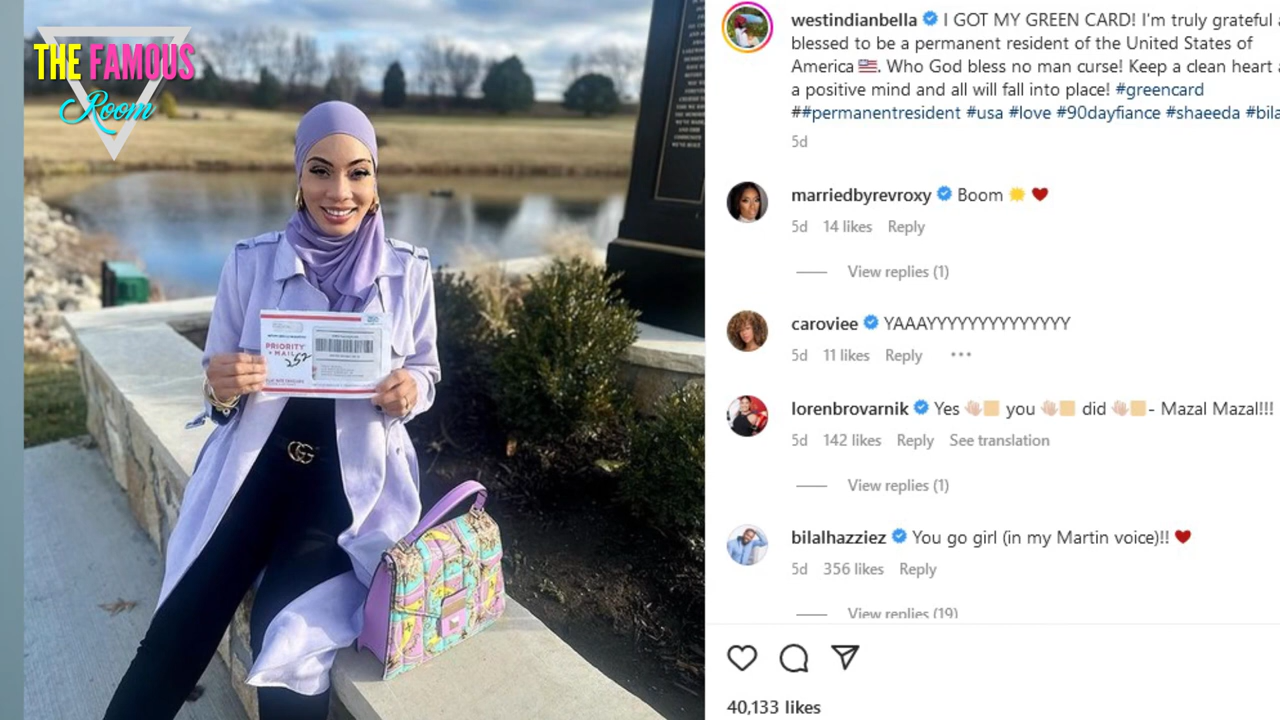 THE FAMOUS
Room
PRIORITY
MAIL
252
westindianbella I GOT MY GREEN CARD! I'm truly grateful
blessed to be a permanent resident of the United States of
America 🇺🇸. Who God bless no man curse! Keep a clean heart
a positive mind and all will fall into place! #greencard
##permanentresident #usa #love #90dayfiance #shaeeda #bila
5d
marriedbyrevroxy Boom ☀️ ❤️
5d 14 likes Reply
View replies (1)
caroviee YAAAYYYYYYYYYYYYYY
5d 11 likes Reply •••
lorenbrovarnik Yes 👏🏼 you 👏🏼 did 👏🏼- Mazal Mazal!!!
5d 142 likes Reply See translation
View replies (1)
bilalhazziez You go girl (in my Martin voice)!! ❤️
5d 356 likes Reply
View replies (19)
40,133 likes